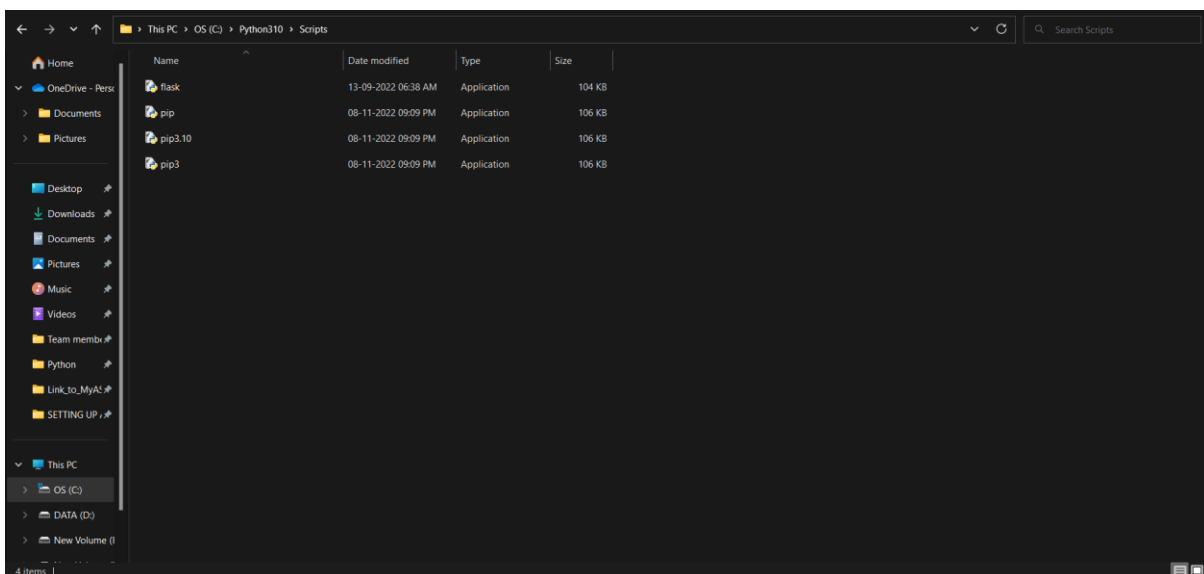 This PC > OS (C:) > Python310 > Scripts
Search Scripts
Home
OneDrive - Perso
Documents
Pictures
Desktop
Downloads
Documents
Pictures
Music
Videos
Team membe
Python
Link_to_MyAS
SETTING UP
This PC
OS (C:)
DATA (D:)
New Volume (
Name Date modified Type Size
flask 13-09-2022 06:38 AM Application 104 KB
pip 08-11-2022 09:09 PM Application 106 KB
pip3.10 08-11-2022 09:09 PM Application 106 KB
pip3 08-11-2022 09:09 PM Application 106 KB
4 items